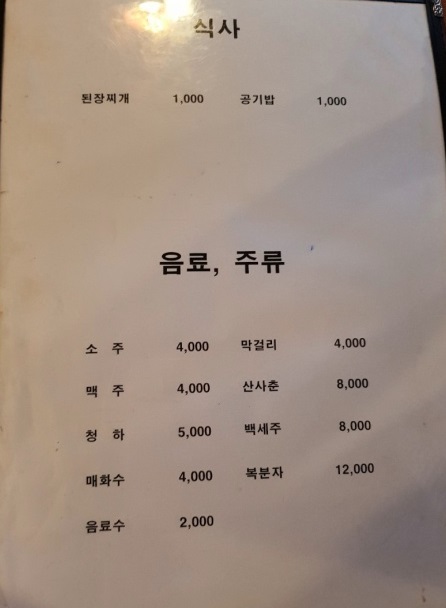 식사
된장찌개 1,000 공기밥 1,000
음료, 주류
소 주 4,000 막걸리 4,000
맥 주 4,000 산사춘 8,000
청 하 5,000 백세주 8,000
매화수 4,000 복분자 12,000
음료수 2,000